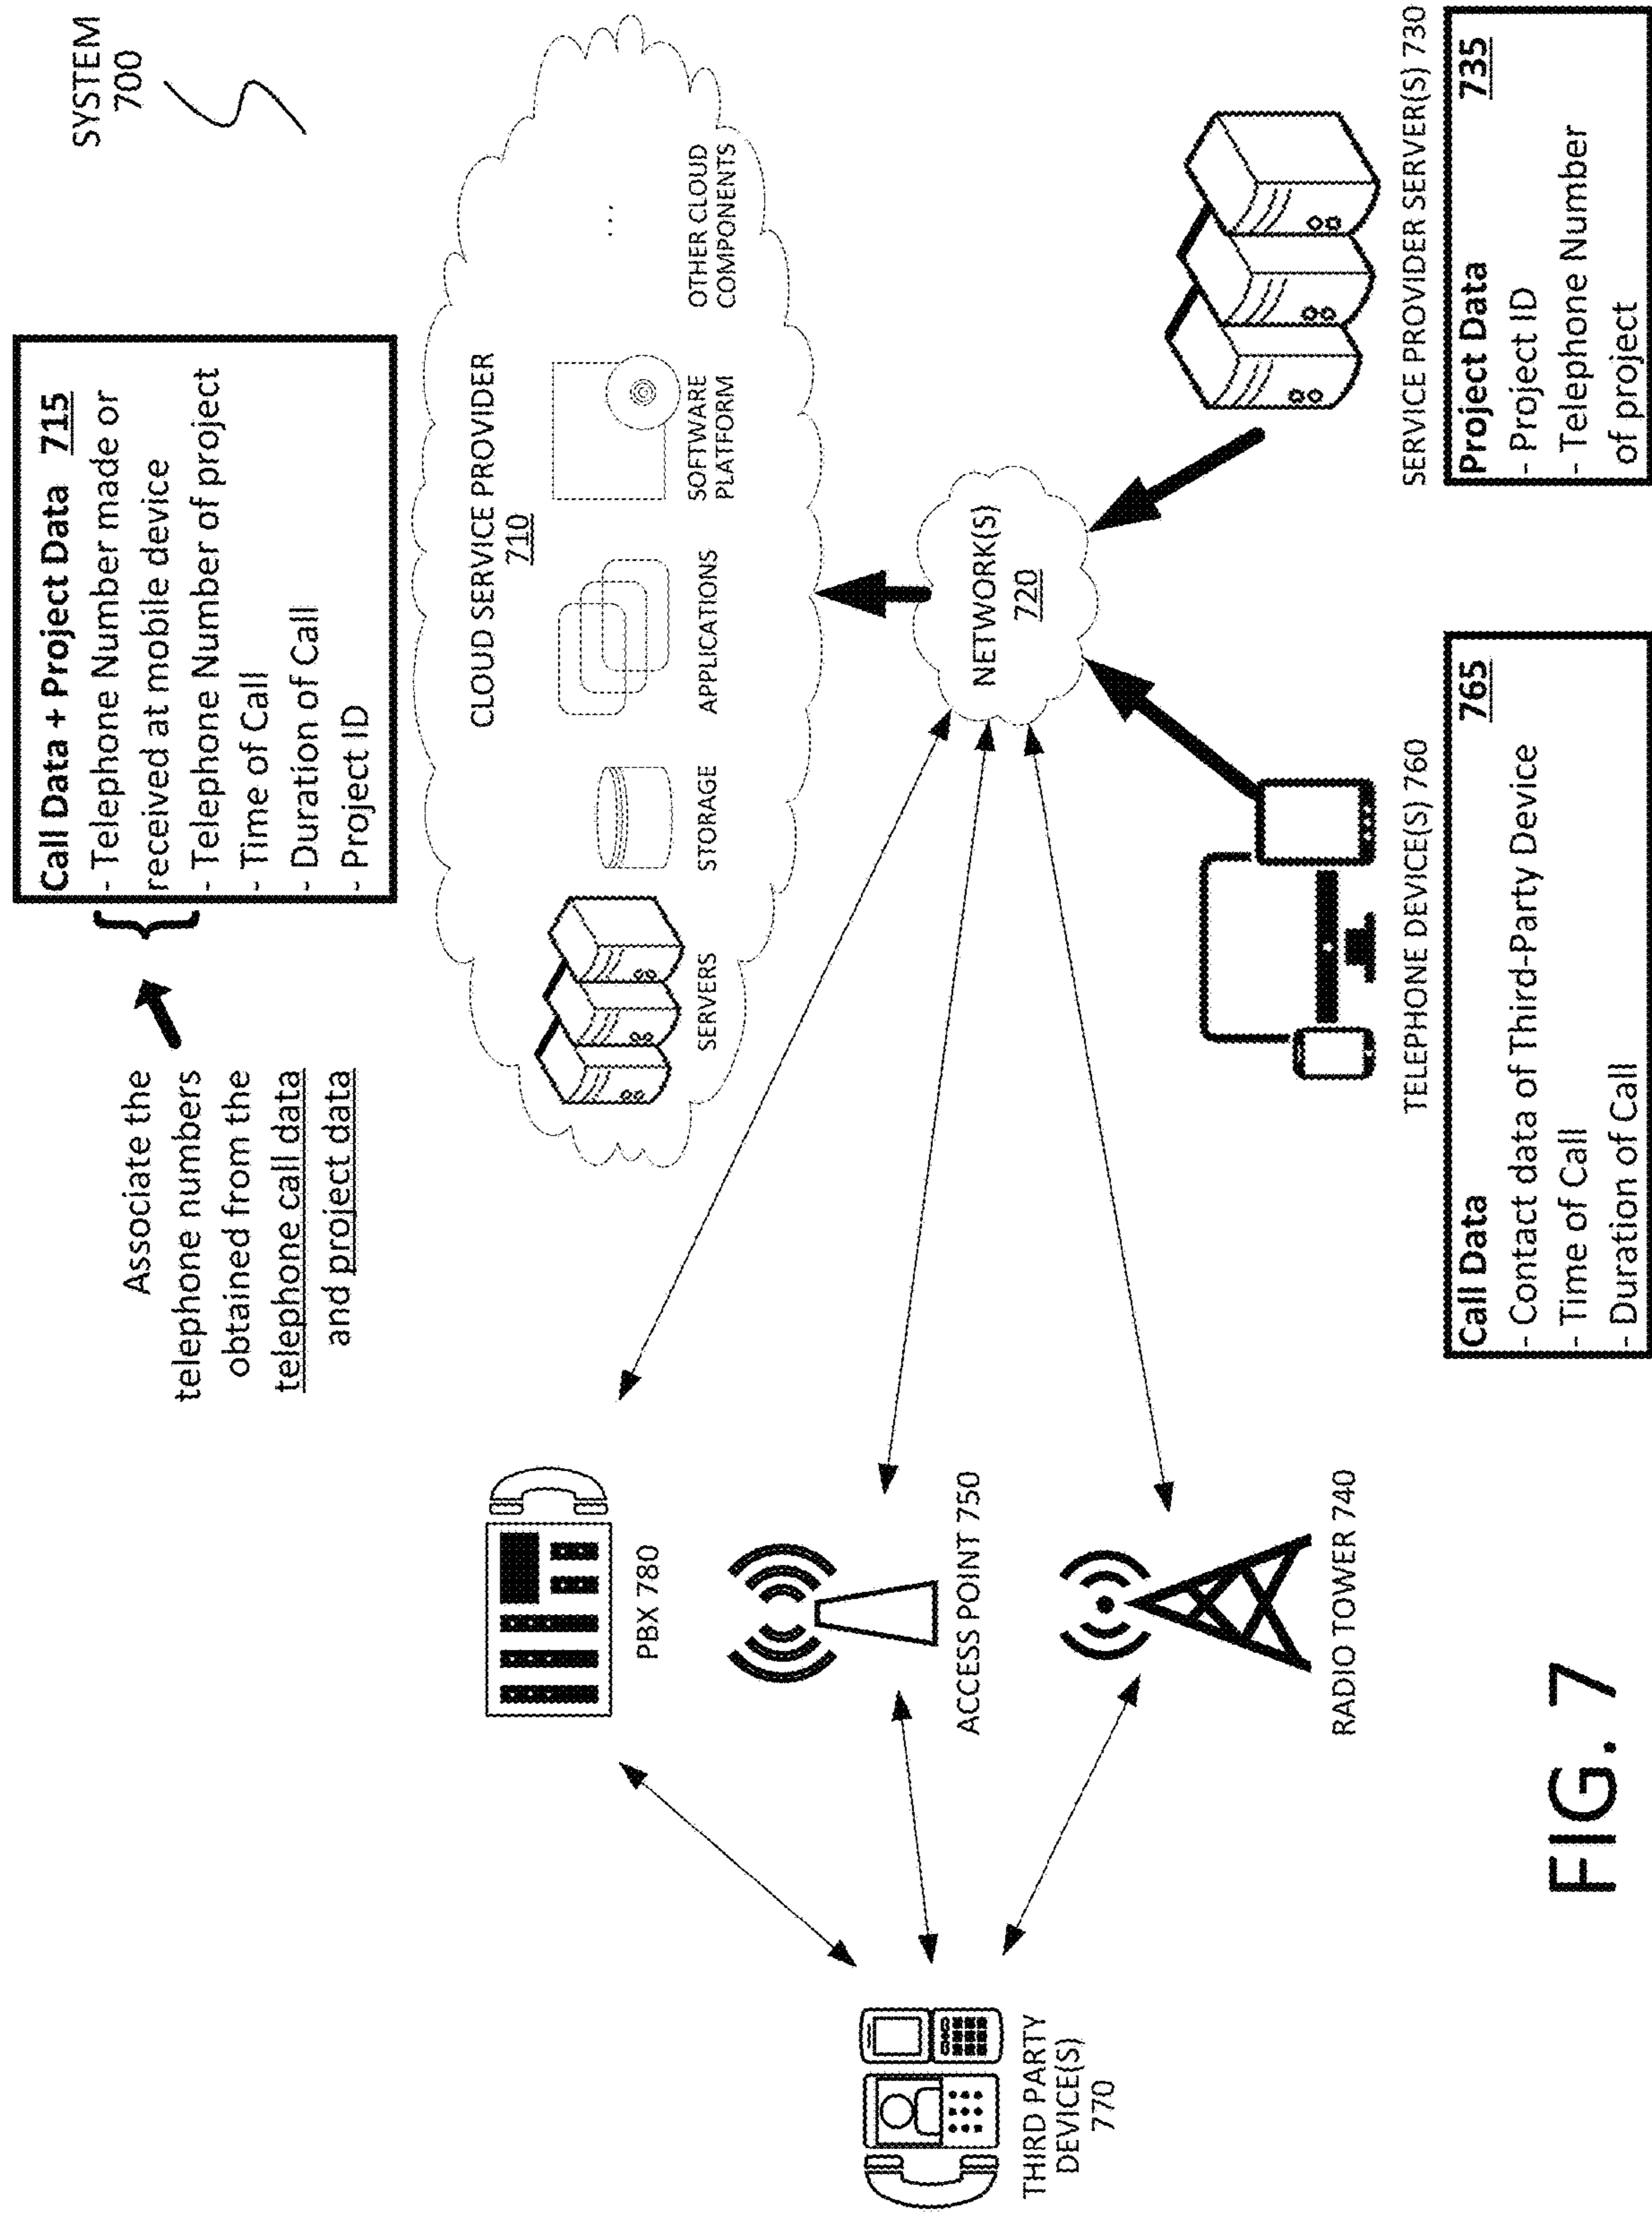 SYSTEM
700
Call Data + Project Data 715
- Telephone Number made or
received at mobile device
- Telephone Number of project
- Time of Call
- Duration of Call
- Project ID
Associate the
telephone numbers
obtained from the
telephone call data
and project data
CLOUD SERVICE PROVIDER
710
SERVERS
STORAGE
APPLICATIONS
SOFTWARE
PLATFORM
...
OTHER CLOUD
COMPONENTS
PBX 780
NETWORK(S)
720
ACCESS POINT 750
THIRD PARTY
DEVICE(S)
770
RADIO TOWER 740
TELEPHONE DEVICE(S) 760
SERVICE PROVIDER SERVER(S) 730
Call Data 765
- Contact data of Third-Party Device
- Time of Call
- Duration of Call
Project Data 735
- Project ID
- Telephone Number
of project
FIG. 7